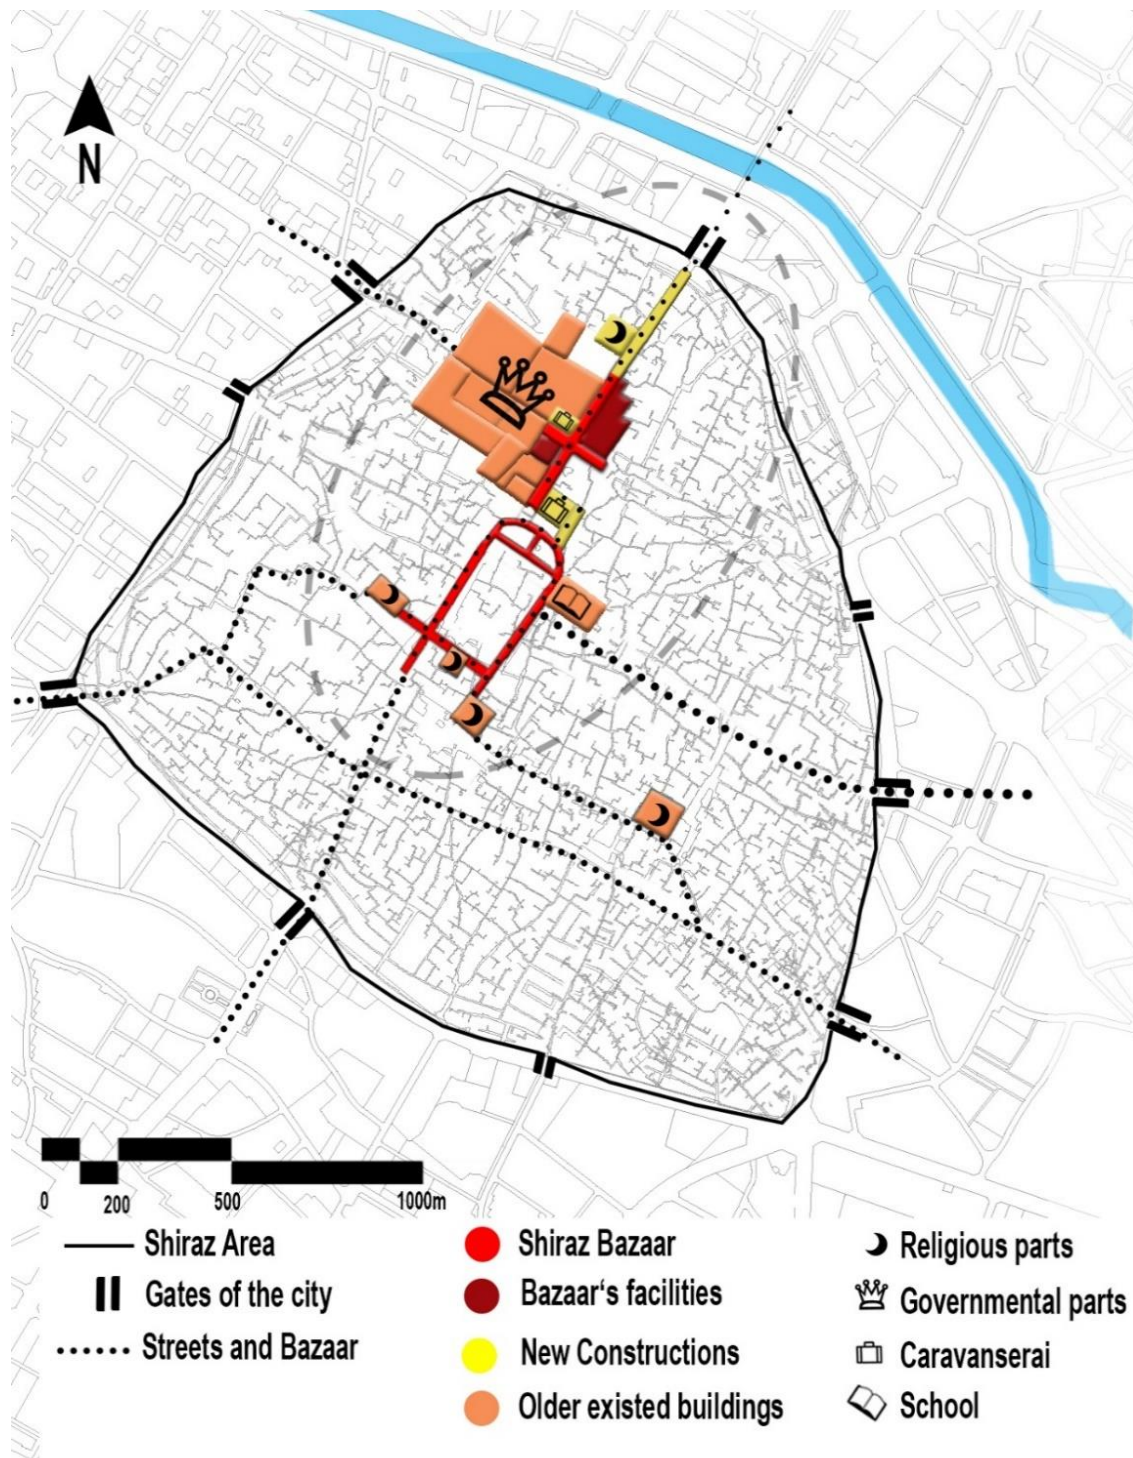 N
0 200 500 1000m
Shiraz Area
Gates of the city
Streets and Bazaar
Shiraz Bazaar
Bazaar‘s facilities
New Constructions
Older existed buildings
Religious parts
Governmental parts
Caravanserai
School